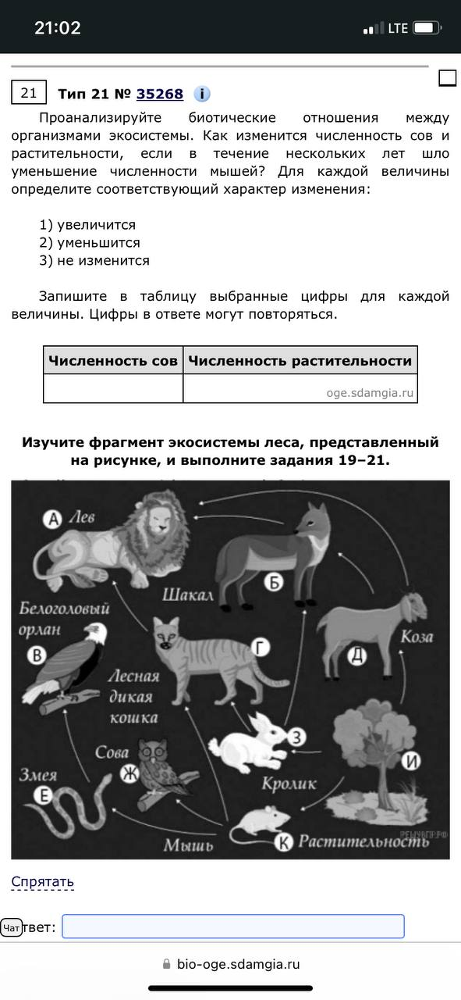 21:02
LTE
21 Тип 21 № 35268 i
Проанализируйте биотические отношения между
организмами экосистемы. Как изменится численность сов и
растительности, если в течение нескольких лет шло
уменьшение численности мышей? Для каждой величины
определите соответствующий характер изменения:
1) увеличится
2) уменьшится
3) не изменится
Запишите в таблицу выбранные цифры для каждой
величины. Цифры в ответе могут повторяться.
Численность сов Численность растительности
oge.sdamgia.ru
Изучите фрагмент экосистемы леса, представленный
на рисунке, и выполните задания 19–21.
А Лев
Шакал Б
Белоголовый
орлан
В
Г
Коза
Д
Лесная
дикая
кошка
З
Сова
Ж
И
Змея
Е
Кролик
Мышь К Растительность
РЕШУВПР.РФ
Спрятать
Чат
твет:
bio-oge.sdamgia.ru